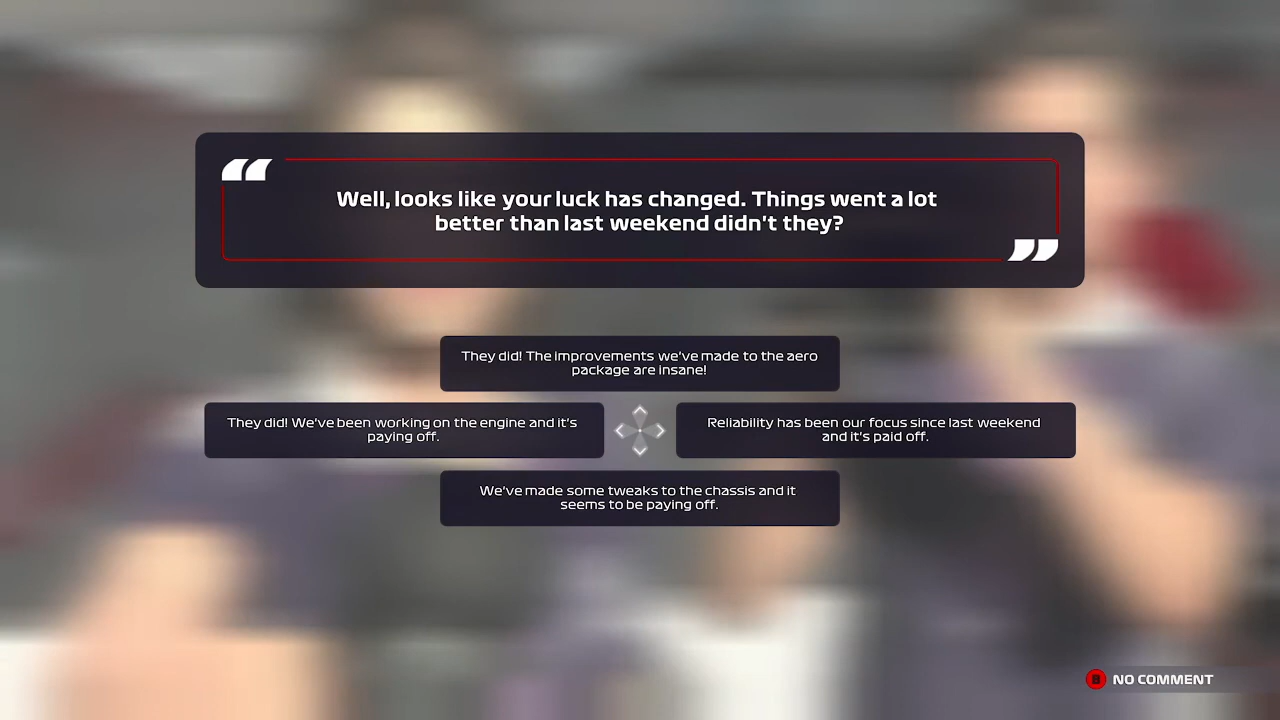 Well, looks like your luck has changed. Things went a lot
better than last weekend didn't they?
They did! The improvements we've made to the aero
package are insane!
They did! We've been working on the engine and it's
paying off.
Reliability has been our focus since last weekend
and it's paid off.
We've made some tweaks to the chassis and it
seems to be paying off.
B NO COMMENT